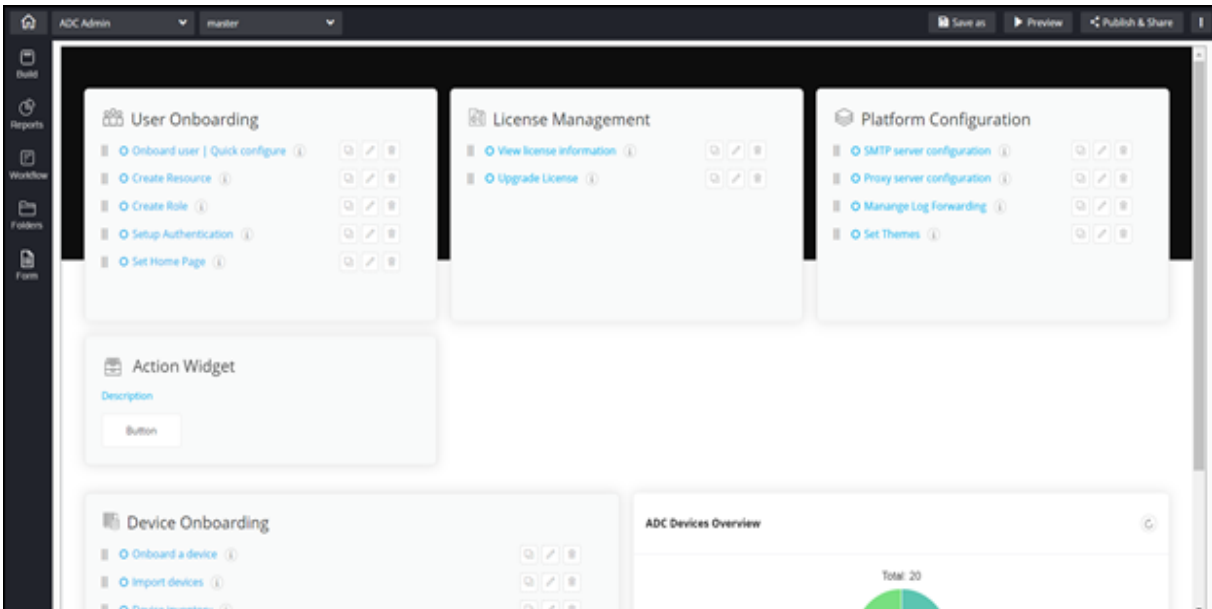 ADC Admin
master
Save as
Preview
Publish & Share
Build
Reports
Workflow
Folders
Form
User Onboarding
Onboard user | Quick configure
Create Resource
Create Role
Setup Authentication
Set Home Page
License Management
View license information
Upgrade License
Platform Configuration
SMTP server configuration
Proxy server configuration
Manange Log Forwarding
Set Themes
Action Widget
Description
Button
Device Onboarding
Onboard a device
Import devices
Device Inventory
ADC Devices Overview
Total: 20